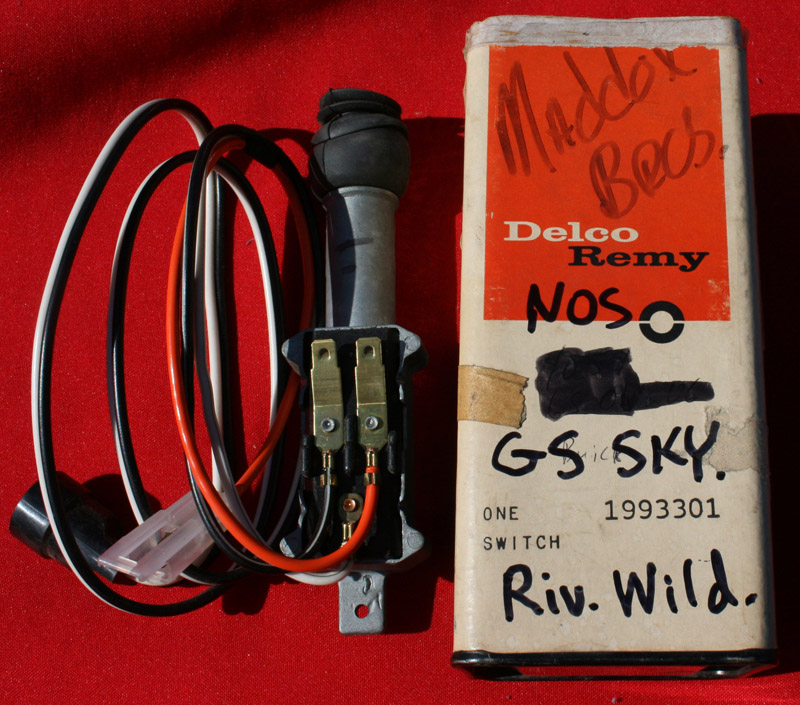 Maddox
Bros.
Delco
Remy
NOS
Buick
GS SKY.
ONE 1993301
SWITCH
Riv. Wild.